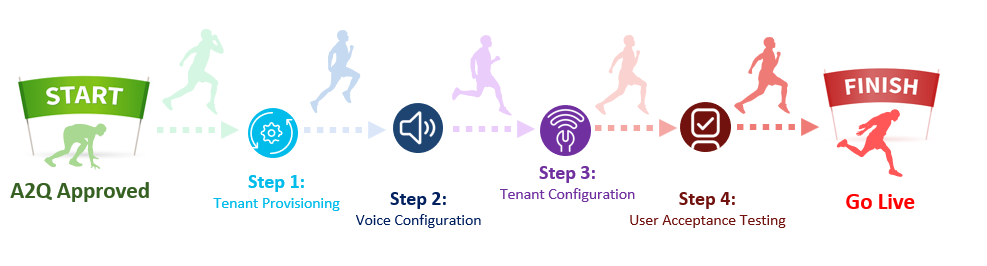 START
A2Q Approved
Step 1:
Tenant Provisioning
Step 2:
Voice Configuration
Step 3:
Tenant Configuration
Step 4:
User Acceptance Testing
FINISH
Go Live